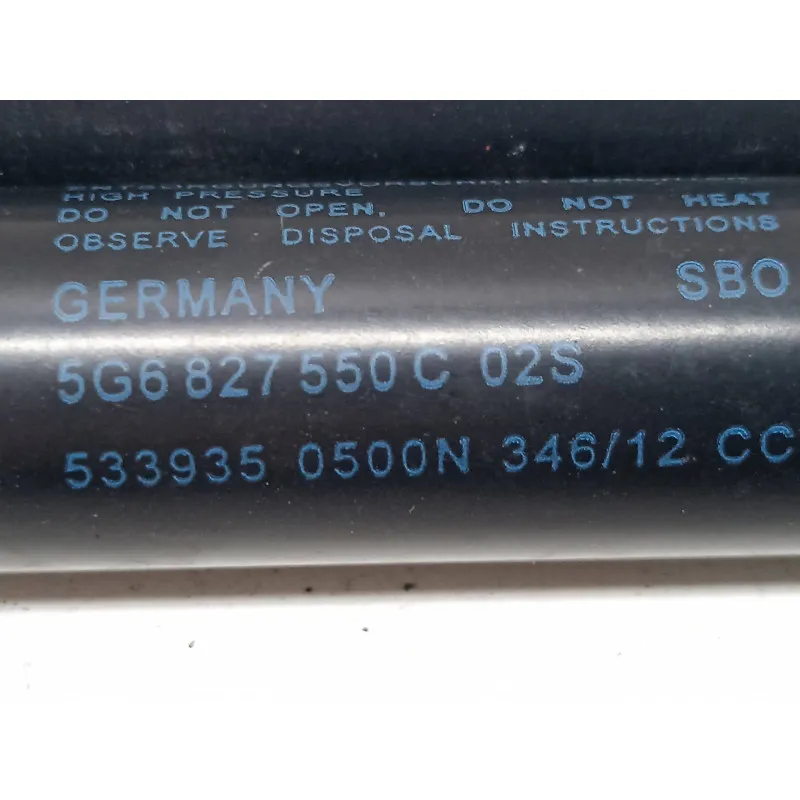 HIGH PRESSURE
DO NOT OPEN. DO NOT HEAT
OBSERVE DISPOSAL INSTRUCTIONS
GERMANY SBO
5G6 827 550 C 02S
533935 0500N 346/12 CC